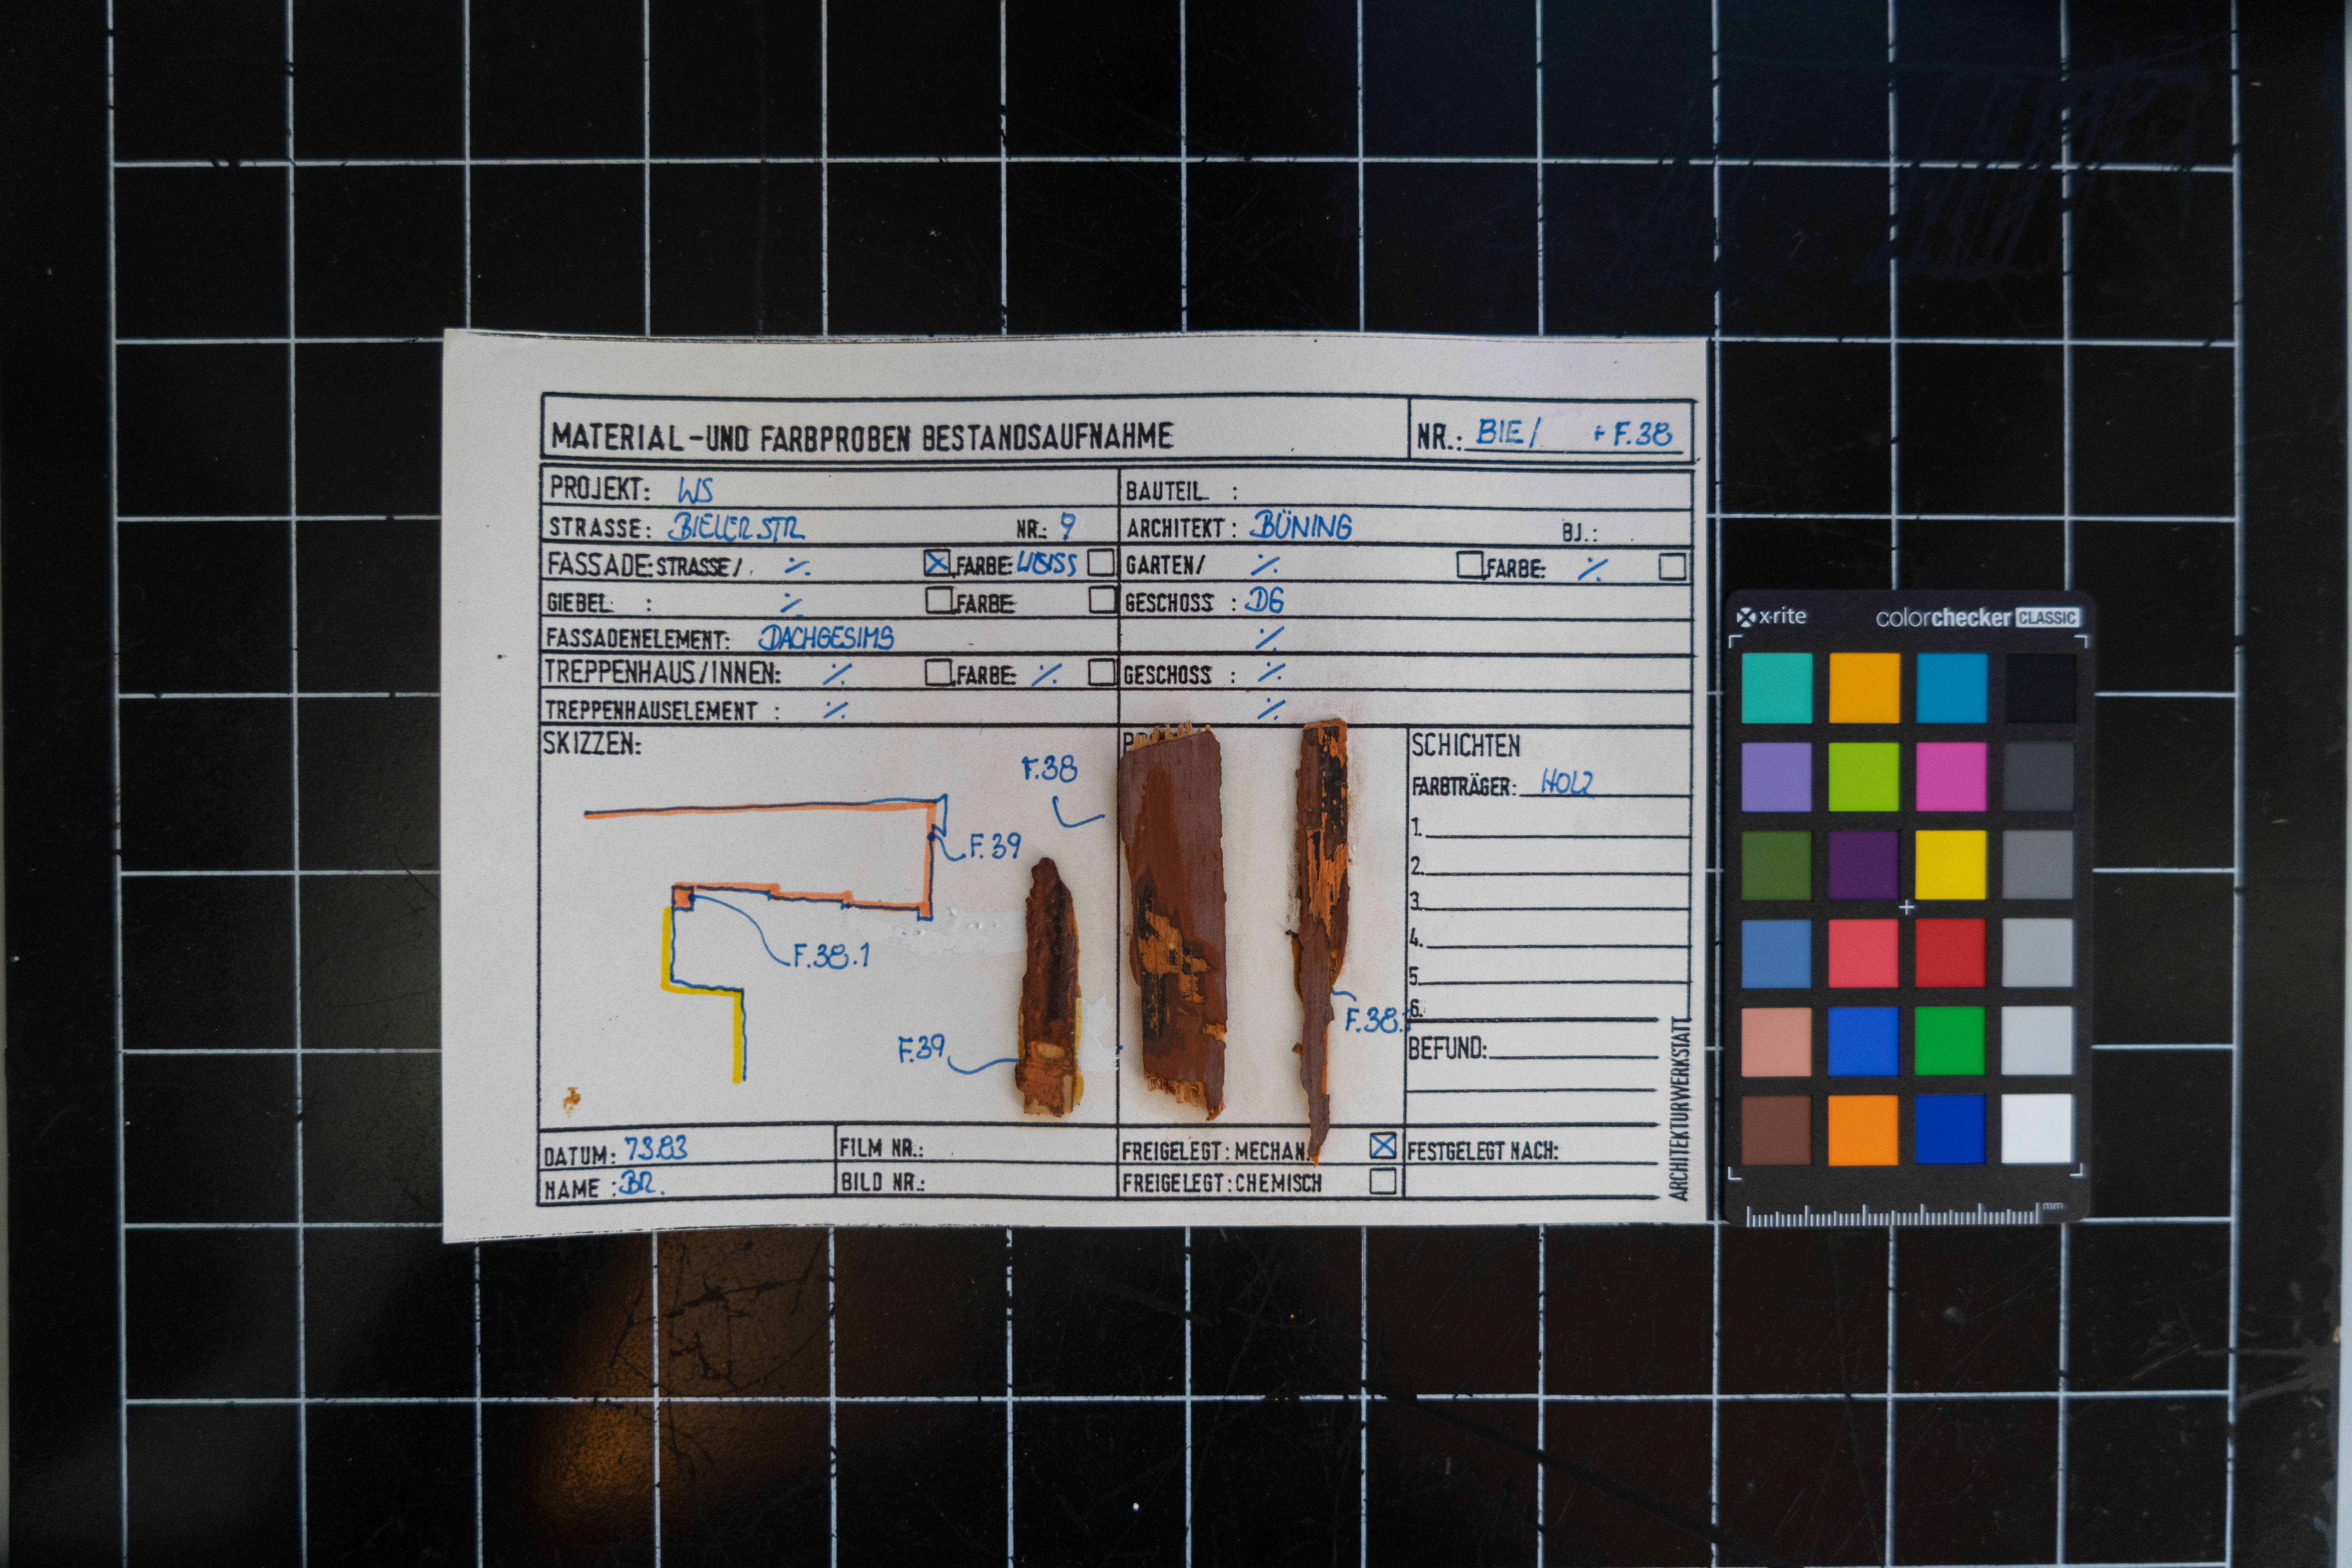 MATERIAL-UND FARBPROBEN BESTANDSAUFNAHME NR.: BIE/ + F.38
PROJEKT: WS BAUTEIL :
STRASSE: BIELER STR NR.: 9 ARCHITEKT: BÜNING BJ.:
FASSADE: STRASSE/ ⁒ FARBE: WEISS GARTEN/ ⁒ FARBE: ⁒
GIEBEL : ⁒ FARBE GESCHOSS : DG
FASSADENELEMENT: DACHGESIMS ⁒
TREPPENHAUS/INNEN: ⁒ FARBE: ⁒ GESCHOSS : ⁒
TREPPENHAUSELEMENT : ⁒ ⁒
SKIZZEN: SCHICHTEN
F.38
FARBTRÄGER: HOLZ
F.39
F.38.1
F.39
F.38.
1.
2.
3.
4.
5.
6.
BEFUND:
DATUM: 7.3.83 FILM NR.: FREIGELEGT: MECHAN. FESTGELEGT NACH:
NAME : BR. BILD NR.: FREIGELEGT: CHEMISCH
ARCHITEKTURWERKSTATT
x-rite colorchecker CLASSIC
mm